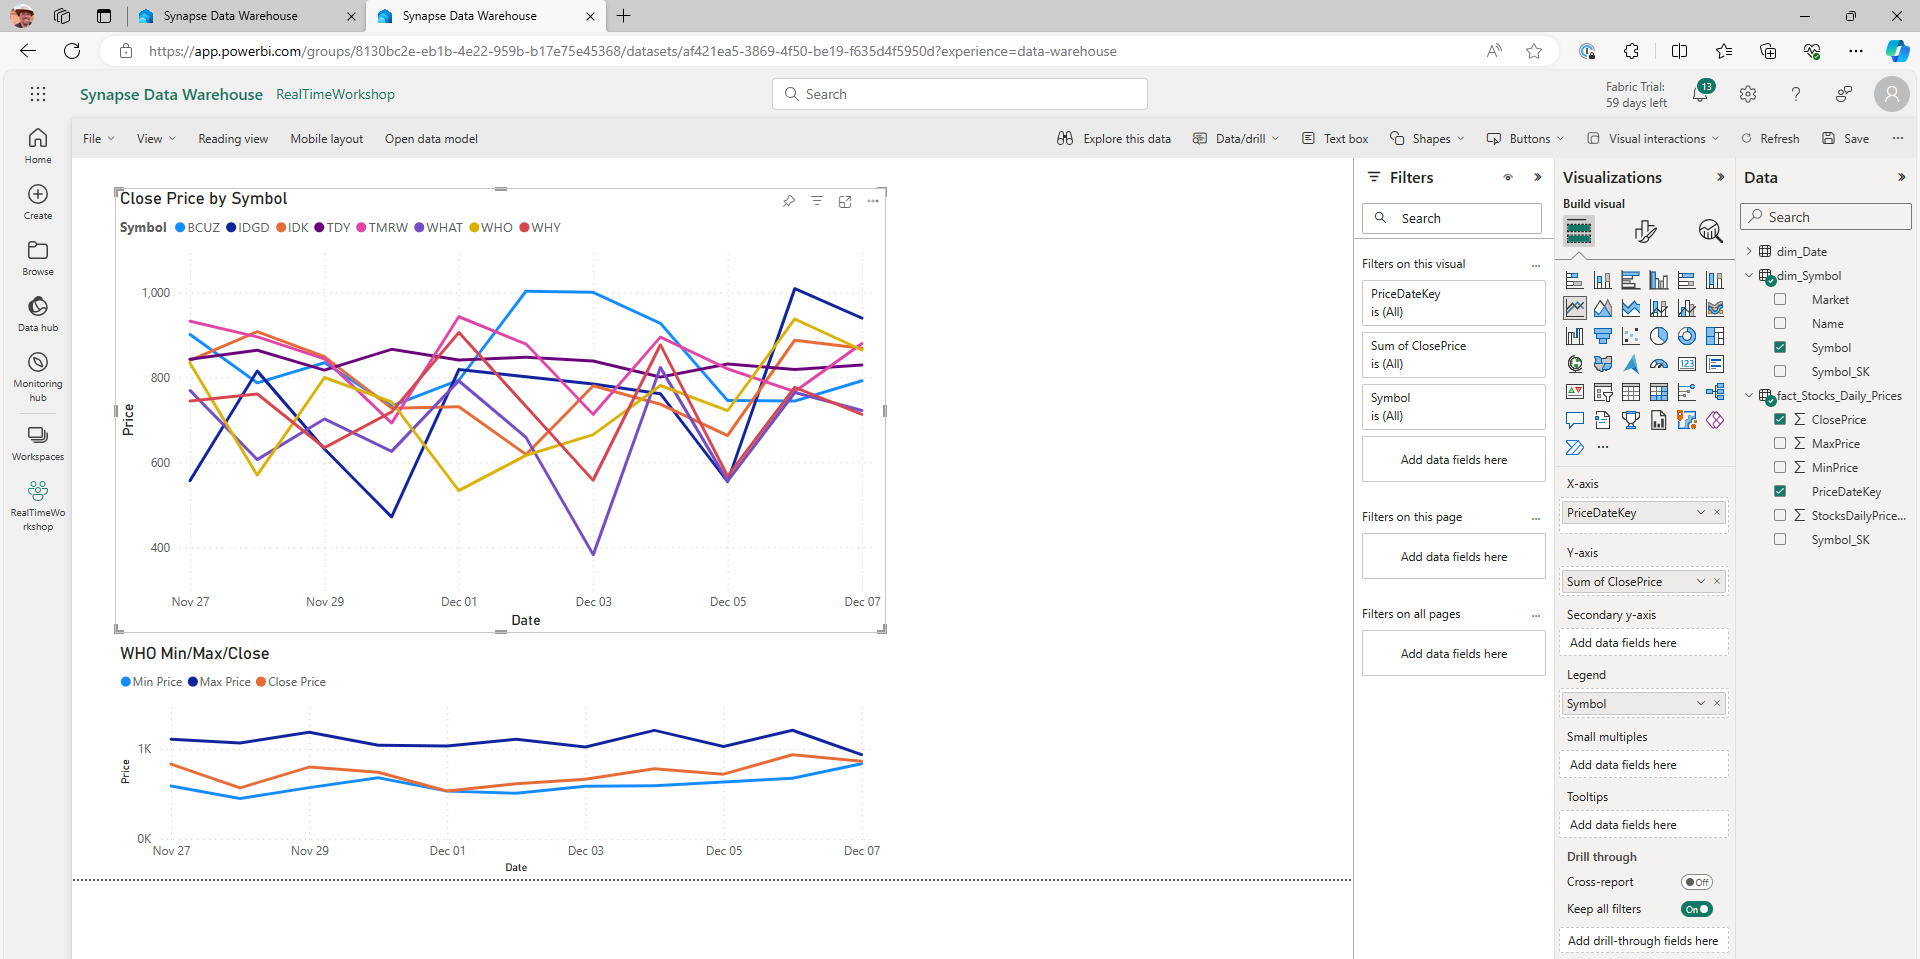 Synapse Data Warehouse
Synapse Data Warehouse
https://app.powerbi.com/groups/8130bc2e-eb1b-4e22-959b-b17e75e45368/datasets/af421ea5-3869-4f50-be19-f635d4f5950d?experience=data-warehouse
Synapse Data Warehouse RealTimeWorkshop
Search
Fabric Trial:
59 days left
13
File View Reading view Mobile layout Open data model
Explore this data Data/drill Text box Shapes Buttons Visual interactions Refresh Save
Home
Create
Browse
Data hub
Monitoring
hub
Workspaces
RealTimeWo
rkshop
Close Price by Symbol
Symbol BCUZ IDGD IDK TDY TMRW WHAT WHO WHY
1,000
800
600
400
Price
Nov 27 Nov 29 Dec 01 Dec 03 Dec 05 Dec 07
Date
WHO Min/Max/Close
Min Price Max Price Close Price
1K
0K
Price
Nov 27 Nov 29 Dec 01 Dec 03 Dec 05 Dec 07
Date
Filters
Search
Filters on this visual
PriceDateKey
is (All)
Sum of ClosePrice
is (All)
Symbol
is (All)
Add data fields here
Filters on this page
Add data fields here
Filters on all pages
Add data fields here
Visualizations
Build visual
123
X-axis
PriceDateKey
Y-axis
Sum of ClosePrice
Secondary y-axis
Add data fields here
Legend
Symbol
Small multiples
Add data fields here
Tooltips
Add data fields here
Drill through
Cross-report Off
Keep all filters On
Add drill-through fields here
Data
Search
dim_Date
dim_Symbol
Market
Name
Symbol
Symbol_SK
fact_Stocks_Daily_Prices
ClosePrice
MaxPrice
MinPrice
PriceDateKey
StocksDailyPrice...
Symbol_SK